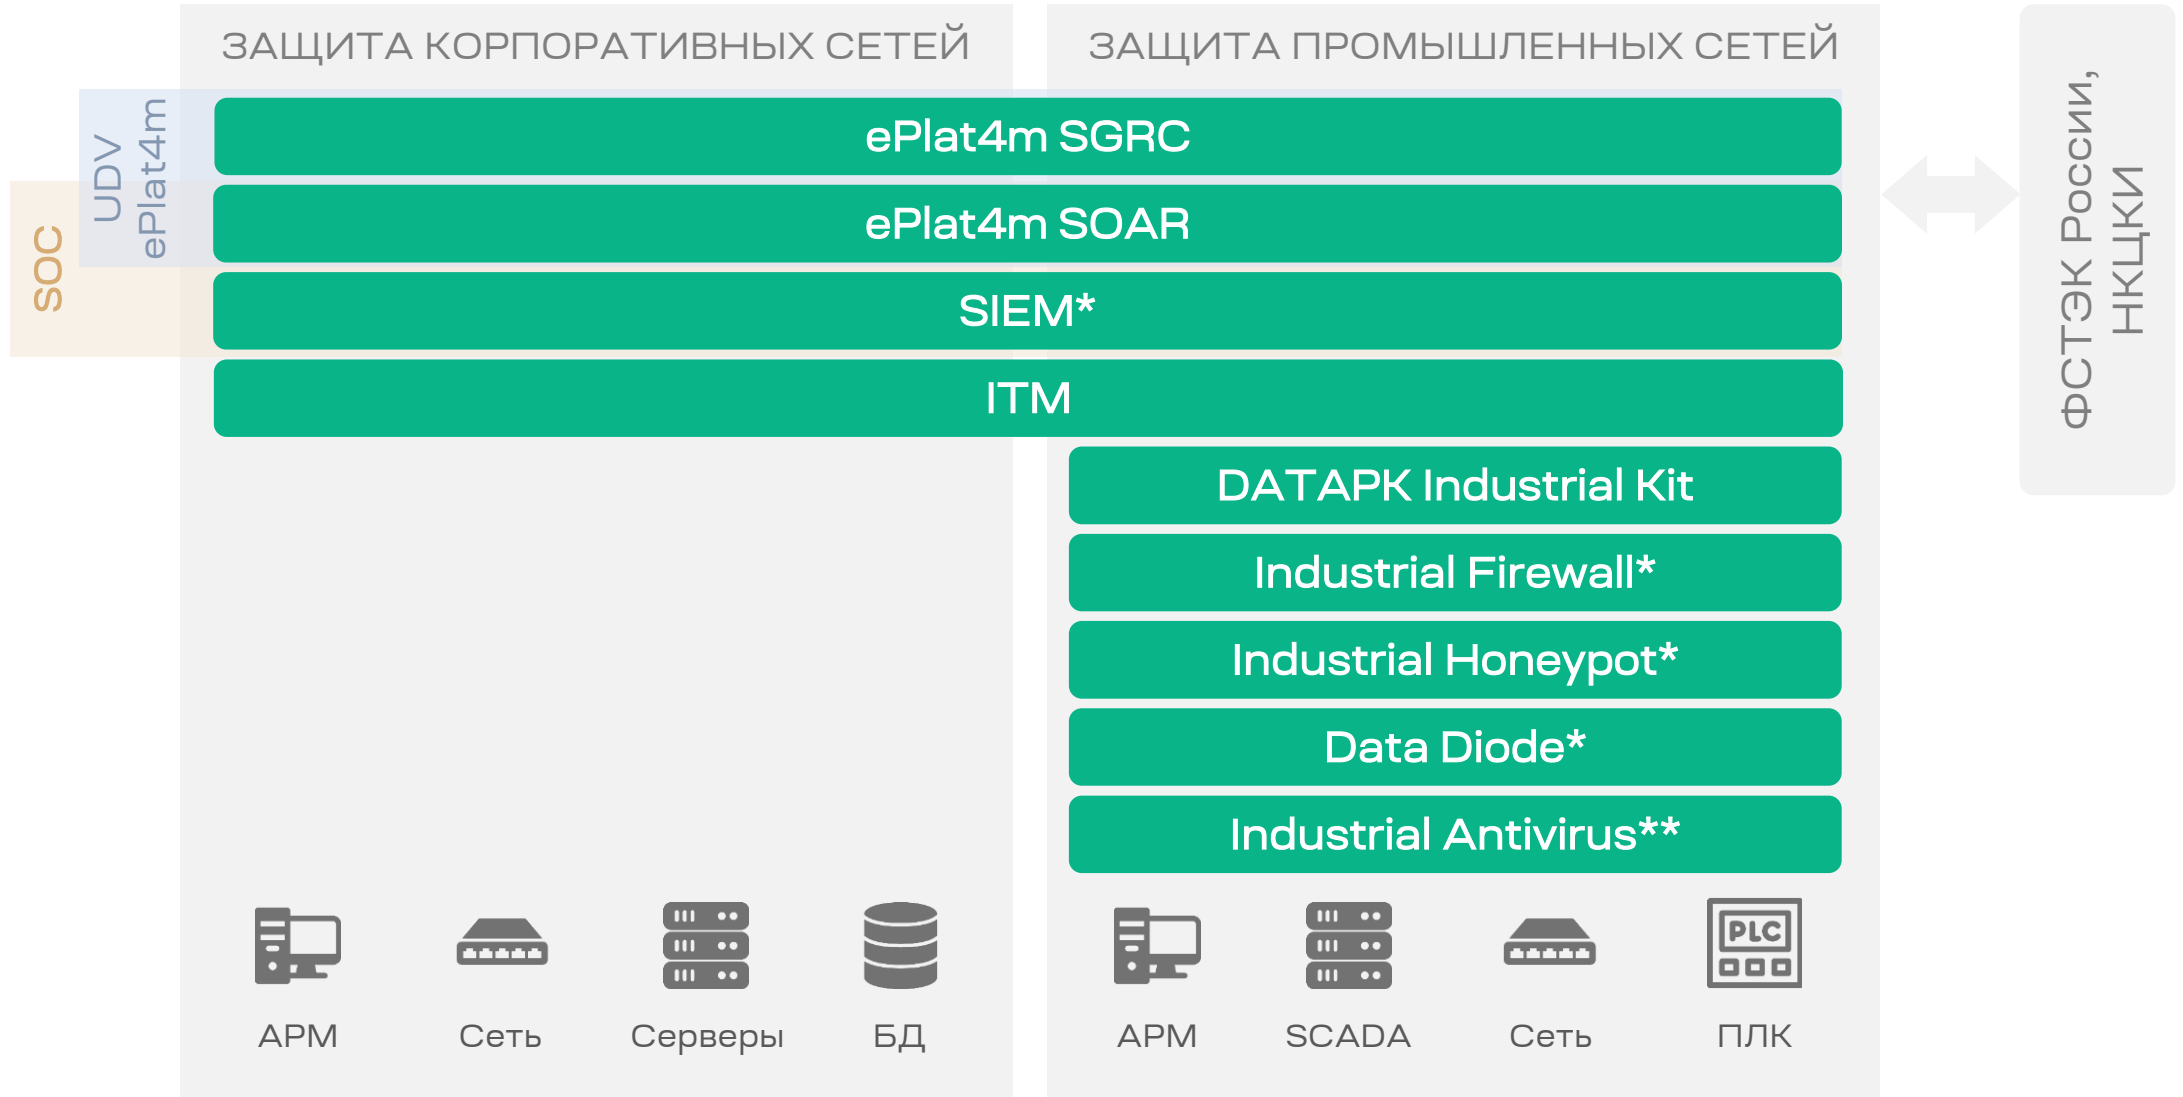 ЗАЩИТА КОРПОРАТИВНЫХ СЕТЕЙ
ЗАЩИТА ПРОМЫШЛЕННЫХ СЕТЕЙ
UDV
ePlat4m
SOC
ePlat4m SGRC
ePlat4m SOAR
SIEM*
ITM
DATAPK Industrial Kit
Industrial Firewall*
Industrial Honeypot*
Data Diode*
Industrial Antivirus**
ФСТЭК России,
НКЦКИ
PLC
АРМ
Сеть
Серверы
БД
АРМ
SCADA
Сеть
ПЛК